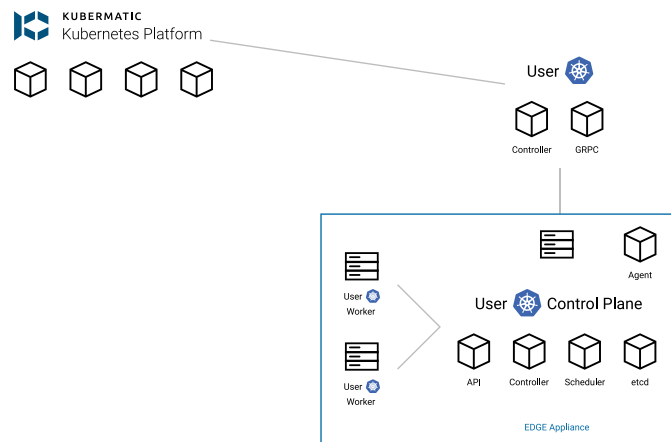 KUBERMATIC
Kubernetes Platform
User
Controller
GRPC
Agent
User
Worker
User Control Plane
API
Controller
Scheduler
etcd
User
Worker
EDGE Appliance